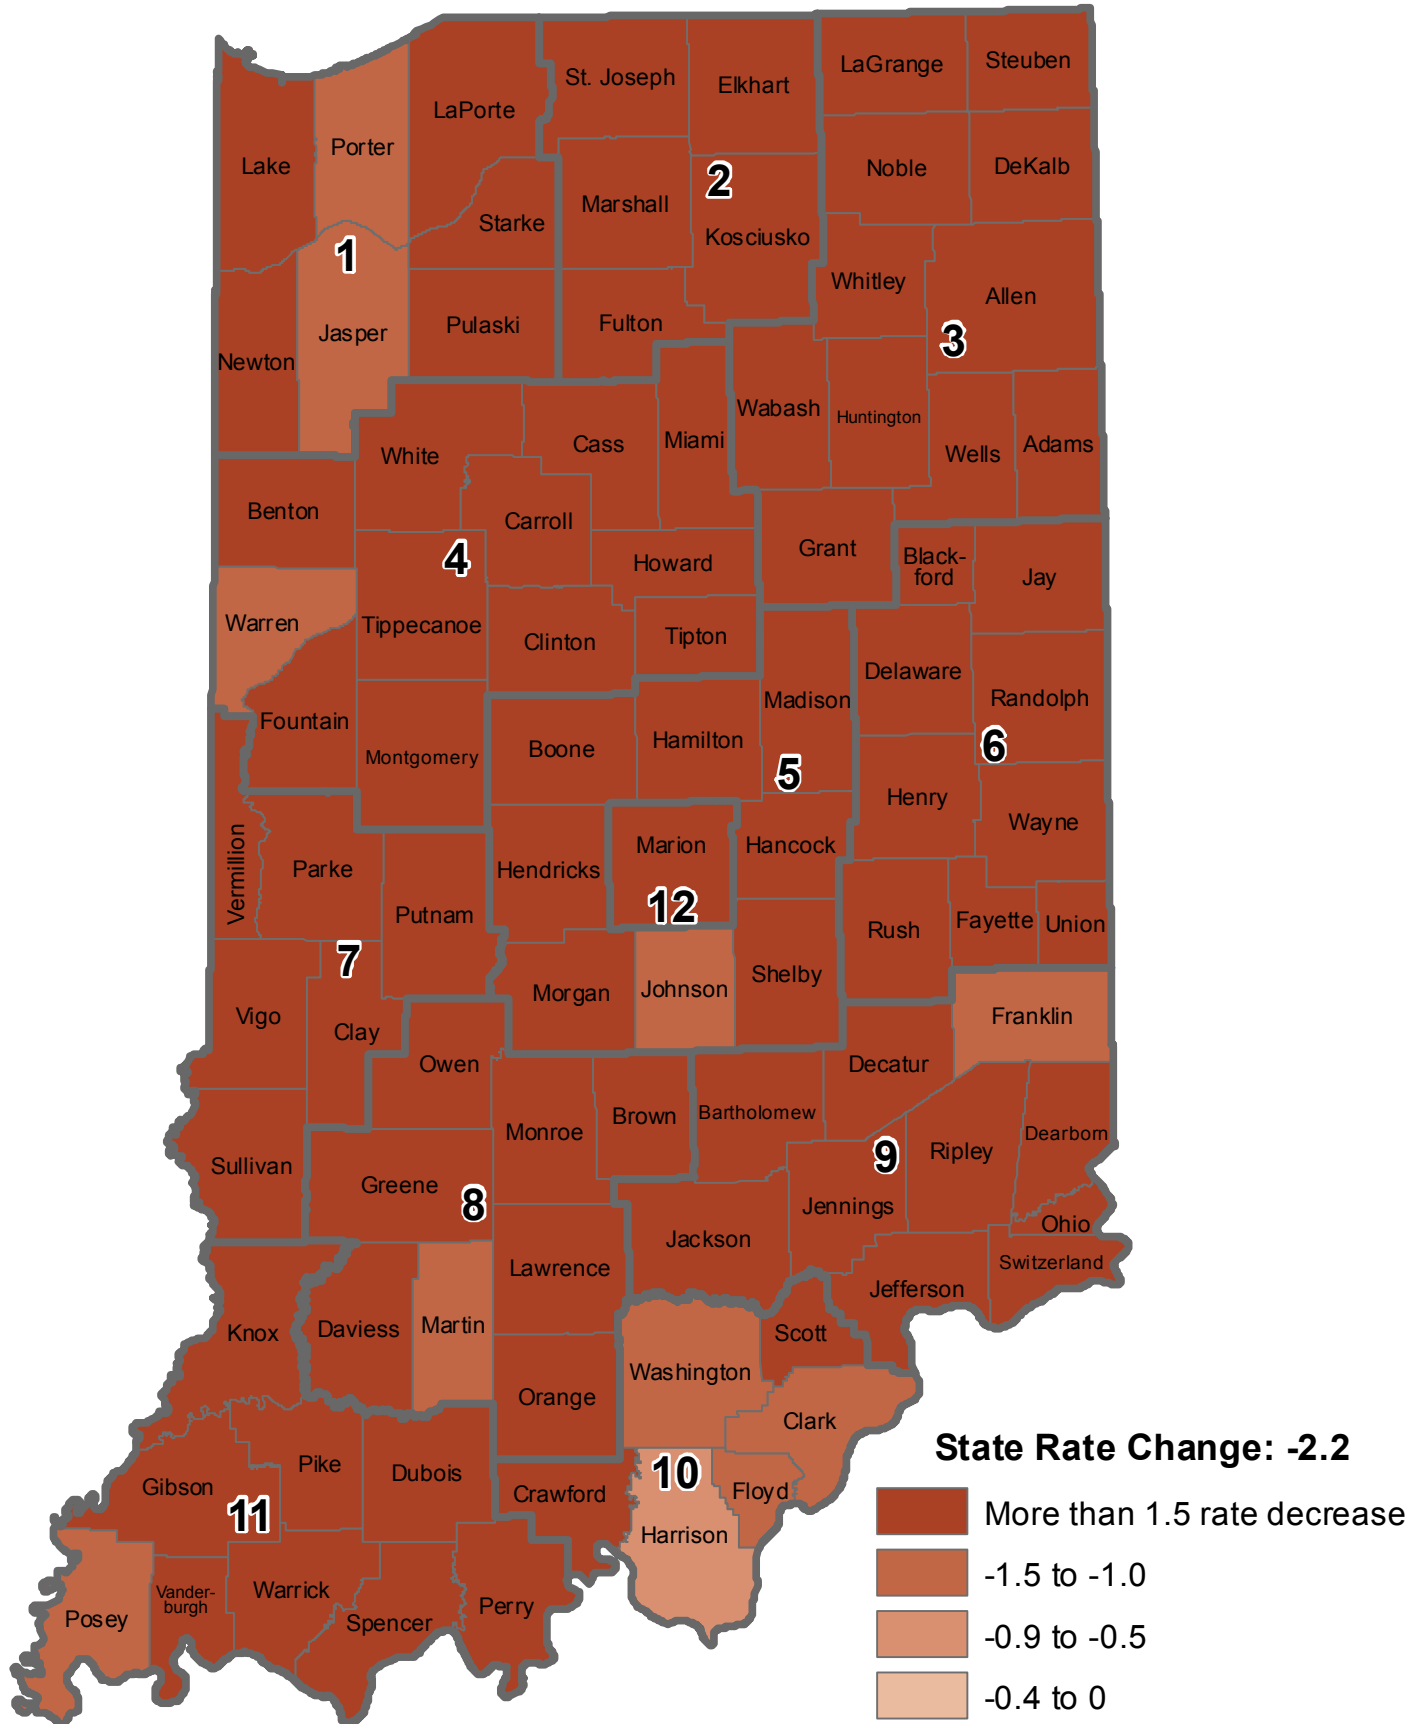 LaGrange
Steuben
St. Joseph
Elkhart
LaPorte
Porter
Lake
Noble
DeKalb
2
Marshall
Starke
Kosciusko
1
Whitley
Allen
Jasper
Pulaski
Fulton
3
Newton
Wabash
Huntington
White
Cass
Miami
Wells
Adams
Benton
Carroll
4
Howard
Grant
Black-
ford
Jay
Warren
Tippecanoe
Clinton
Tipton
Delaware
Madison
Randolph
Fountain
Montgomery
Boone
Hamilton
5
6
Henry
Wayne
Vermillion
Parke
Hendricks
Marion
Hancock
12
Putnam
Rush
Fayette
Union
7
Vigo
Clay
Morgan
Johnson
Shelby
Franklin
Owen
Decatur
Monroe
Brown
Bartholomew
Dearborn
Ripley
9
Sullivan
Greene
8
Jennings
Jackson
Ohio
Switzerland
Lawrence
Jefferson
Knox
Daviess
Martin
Scott
Washington
Orange
Clark
Gibson
Pike
Dubois
Crawford
10
Floyd
11
Harrison
Posey
Vander-
burgh
Warrick
Spencer
Perry
State Rate Change: -2.2
More than 1.5 rate decrease
-1.5 to -1.0
-0.9 to -0.5
-0.4 to 0